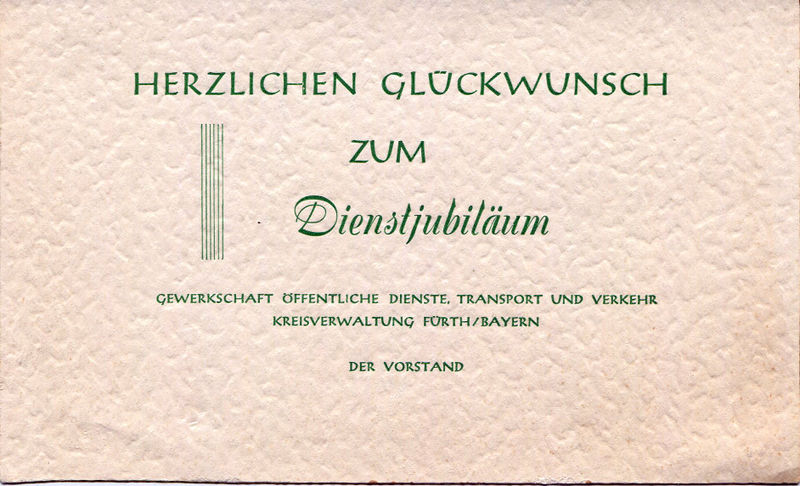 HERZLICHEN GLÜCKWUNSCH
ZUM
Dienstjubiläum
GEWERKSCHAFT ÖFFENTLICHE DIENSTE, TRANSPORT UND VERKEHR
KREISVERWALTUNG FÜRTH/BAYERN
DER VORSTAND